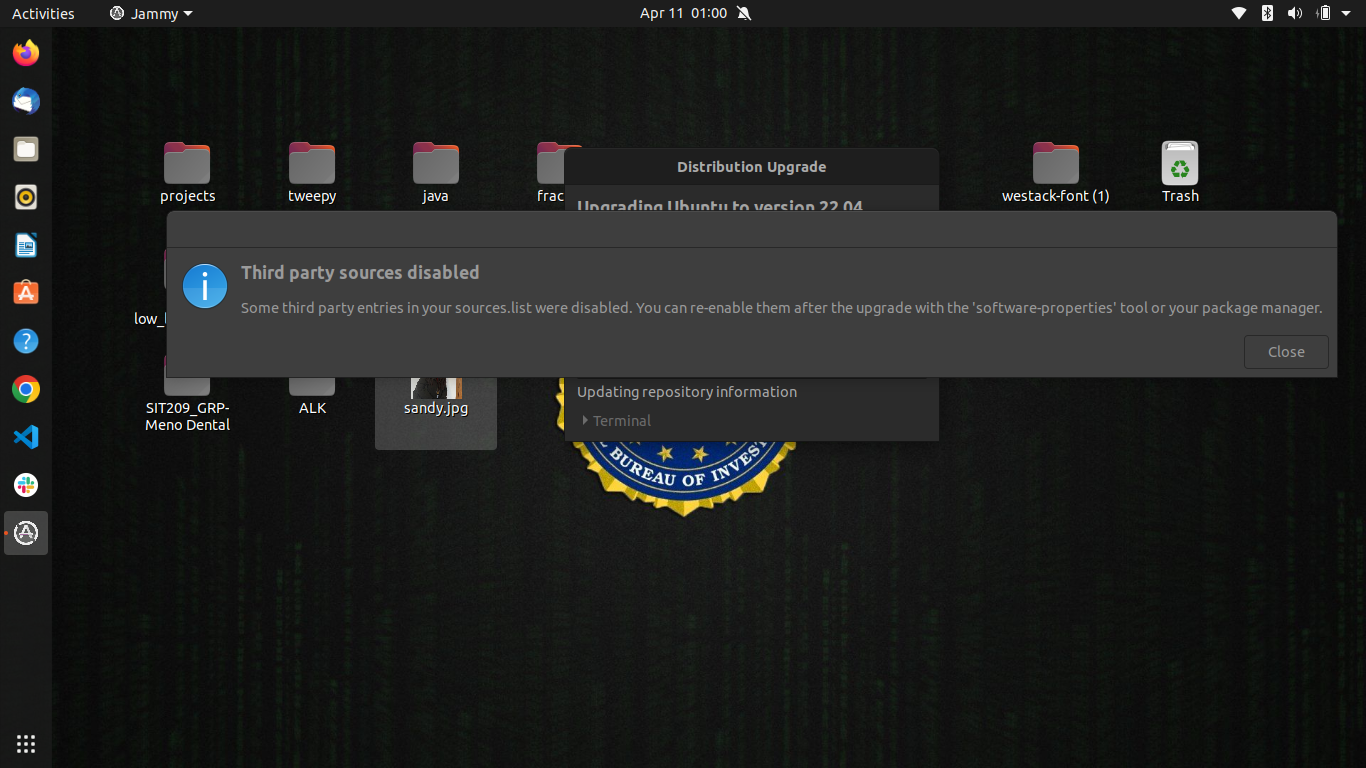 Activities
Jammy
Apr 11 01:00
projects
tweepy
java
frac
westack-font (1)
Trash
Distribution Upgrade
Upgrading Ubuntu to version 22.04
Third party sources disabled
Some third party entries in your sources.list were disabled. You can re-enable them after the upgrade with the 'software-properties' tool or your package manager.
Close
low_
Updating repository information
Terminal
SIT209_GRP-
Meno Dental
ALK
sandy.jpg
BUREAU OF INVEST